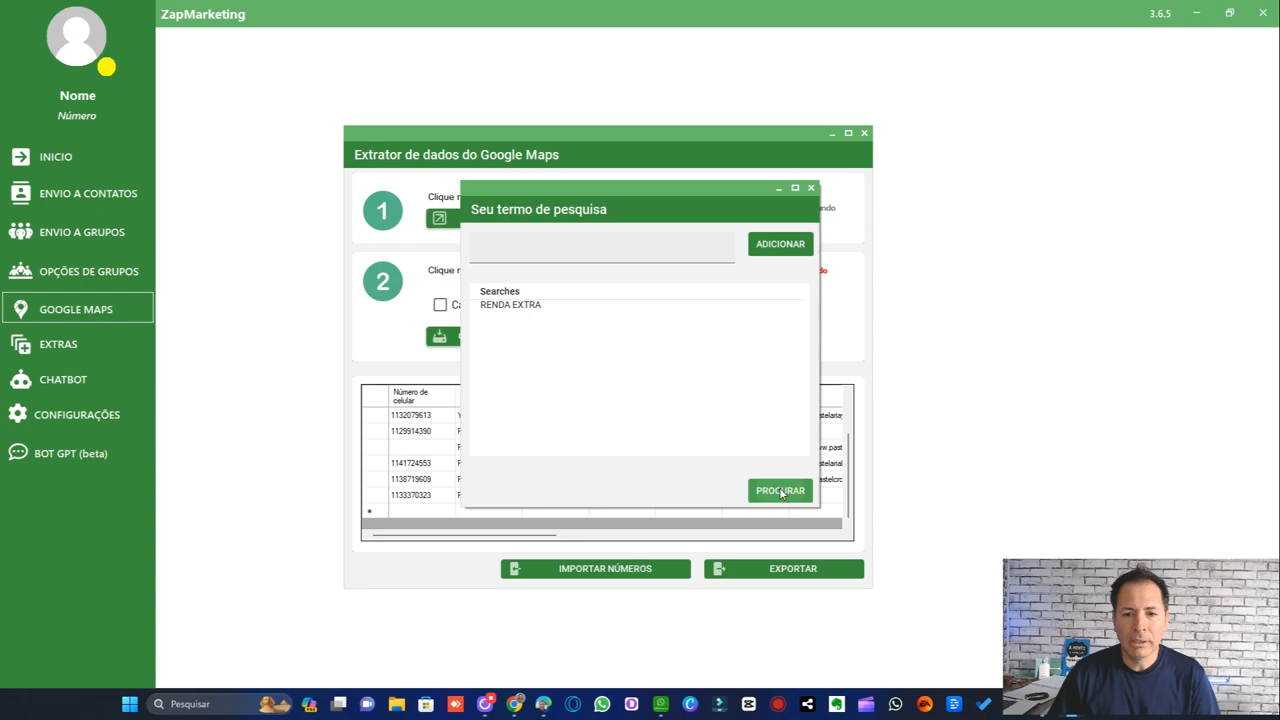 ZapMarketing
3.6.5
Nome
Número
INICIO
ENVIO A CONTATOS
ENVIO A GRUPOS
OPÇÕES DE GRUPOS
GOOGLE MAPS
EXTRAS
CHATBOT
CONFIGURAÇÕES
BOT GPT (beta)
Extrator de dados do Google Maps
1
Clique
2
Clique
Seu termo de pesquisa
ADICIONAR
Searches
RENDA EXTRA
PROCURAR
Número de
celular
1132079613
1129914390
1141724553
1138719609
1133370323
IMPORTAR NÚMEROS
EXPORTAR
Pesquisar